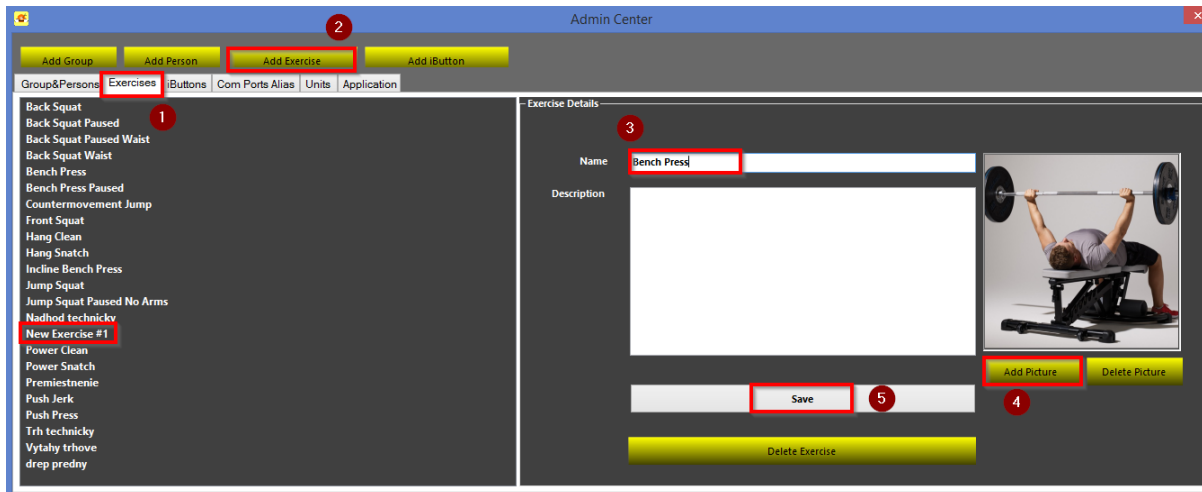 Admin Center
x
2
Add Group Add Person Add Exercise Add iButton
Group&Persons Exercises iButtons Com Ports Alias Units Application
1
Back Squat
Back Squat Paused
Back Squat Paused Waist
Back Squat Waist
Bench Press
Bench Press Paused
Countermovement Jump
Front Squat
Hang Clean
Hang Snatch
Incline Bench Press
Jump Squat
Jump Squat Paused No Arms
Nadhod technicky
New Exercise #1
Power Clean
Power Snatch
Premiestnenie
Push Jerk
Push Press
Trh technicky
Vytahy trhove
drep predny
Exercise Details
3
Name Bench Press
Description
Add Picture Delete Picture
4
Save 5
Delete Exercise